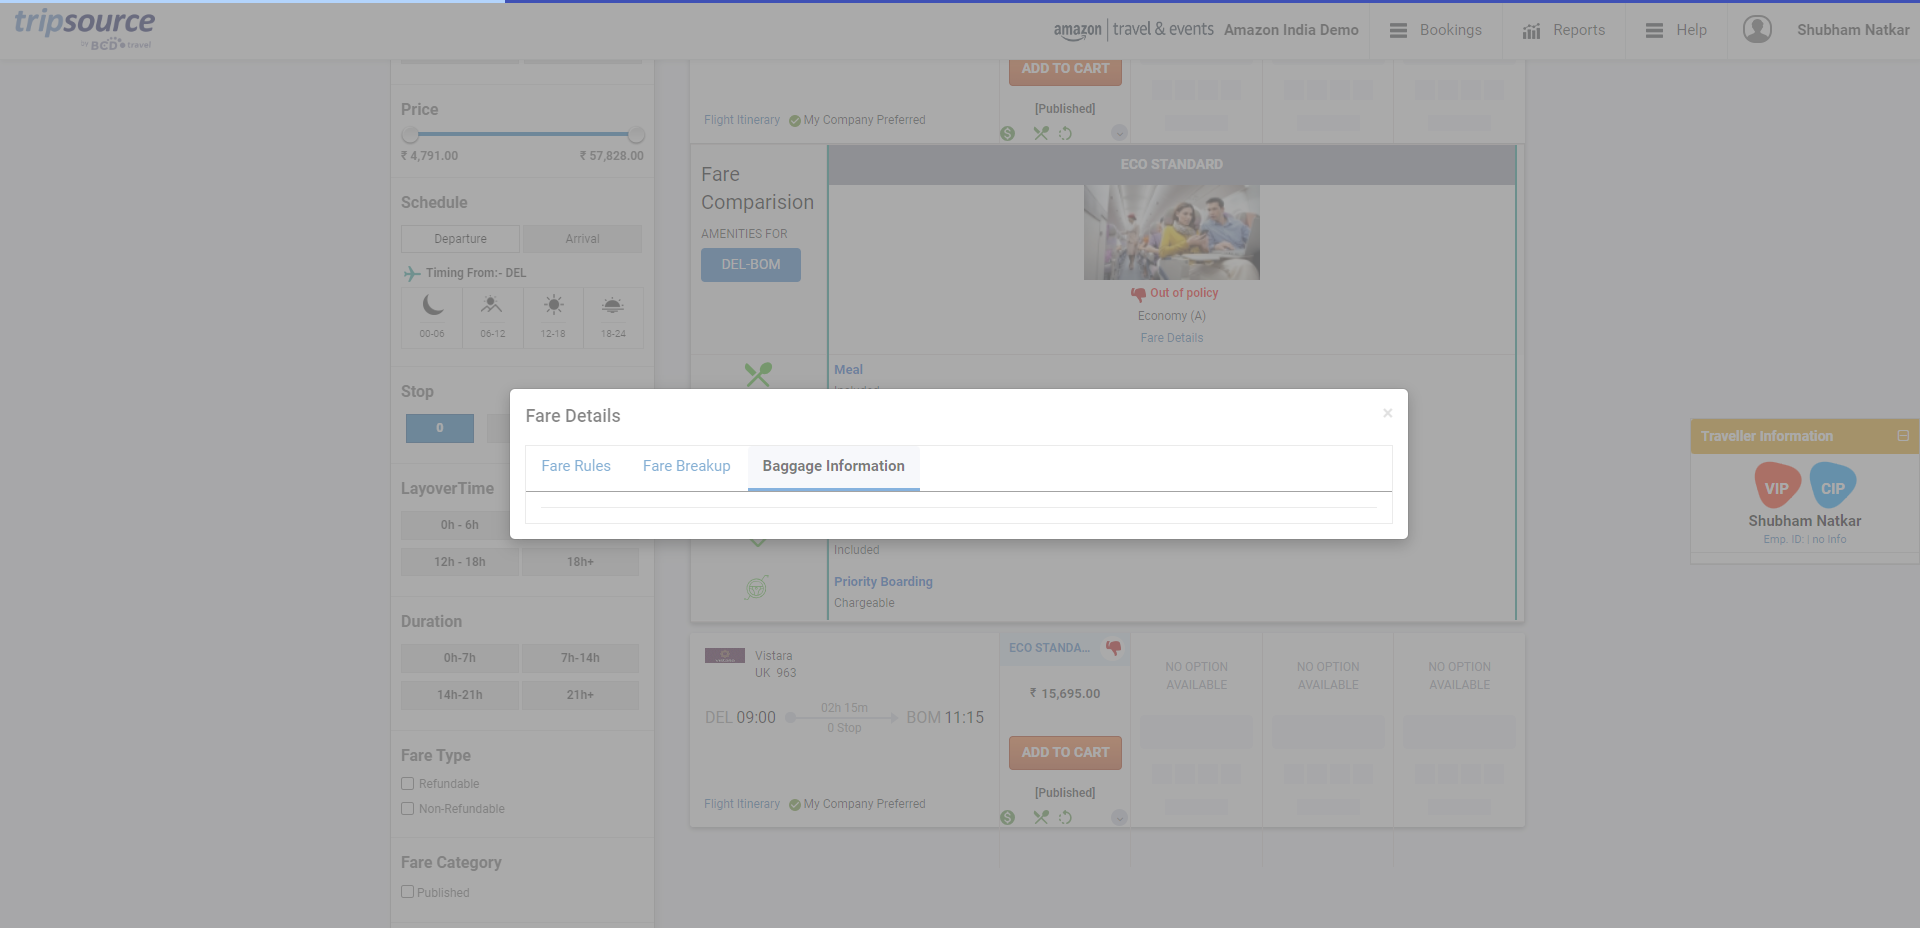 tripsource
by BCD travel
amazon travel & events Amazon India Demo
Bookings
Reports
Help
Shubham Natkar
Price
₹ 4,791.00 ₹ 57,828.00
Schedule
Departure Arrival
Timing From:- DEL
00-06 06-12 12-18 18-24
Stop
0
LayoverTime
0h - 6h
12h - 18h 18h+
Duration
0h-7h 7h-14h
14h-21h 21h+
Fare Type
Refundable
Non-Refundable
Fare Category
Published
ADD TO CART
[Published]
Flight Itinerary My Company Preferred
Fare
Comparision
AMENITIES FOR
DEL-BOM
ECO STANDARD
Out of policy
Economy (A)
Fare Details
Meal
Included
Fare Details ×
Fare Rules Fare Breakup Baggage Information
Included
Priority Boarding
Chargeable
Vistara
UK 963
DEL 09:00 02h 15m BOM 11:15
0 Stop
Flight Itinerary My Company Preferred
ECO STANDA...
₹ 15,695.00
ADD TO CART
[Published]
NO OPTION
AVAILABLE
NO OPTION
AVAILABLE
NO OPTION
AVAILABLE
Traveller Information
VIP CIP
Shubham Natkar
Emp. ID: | no Info